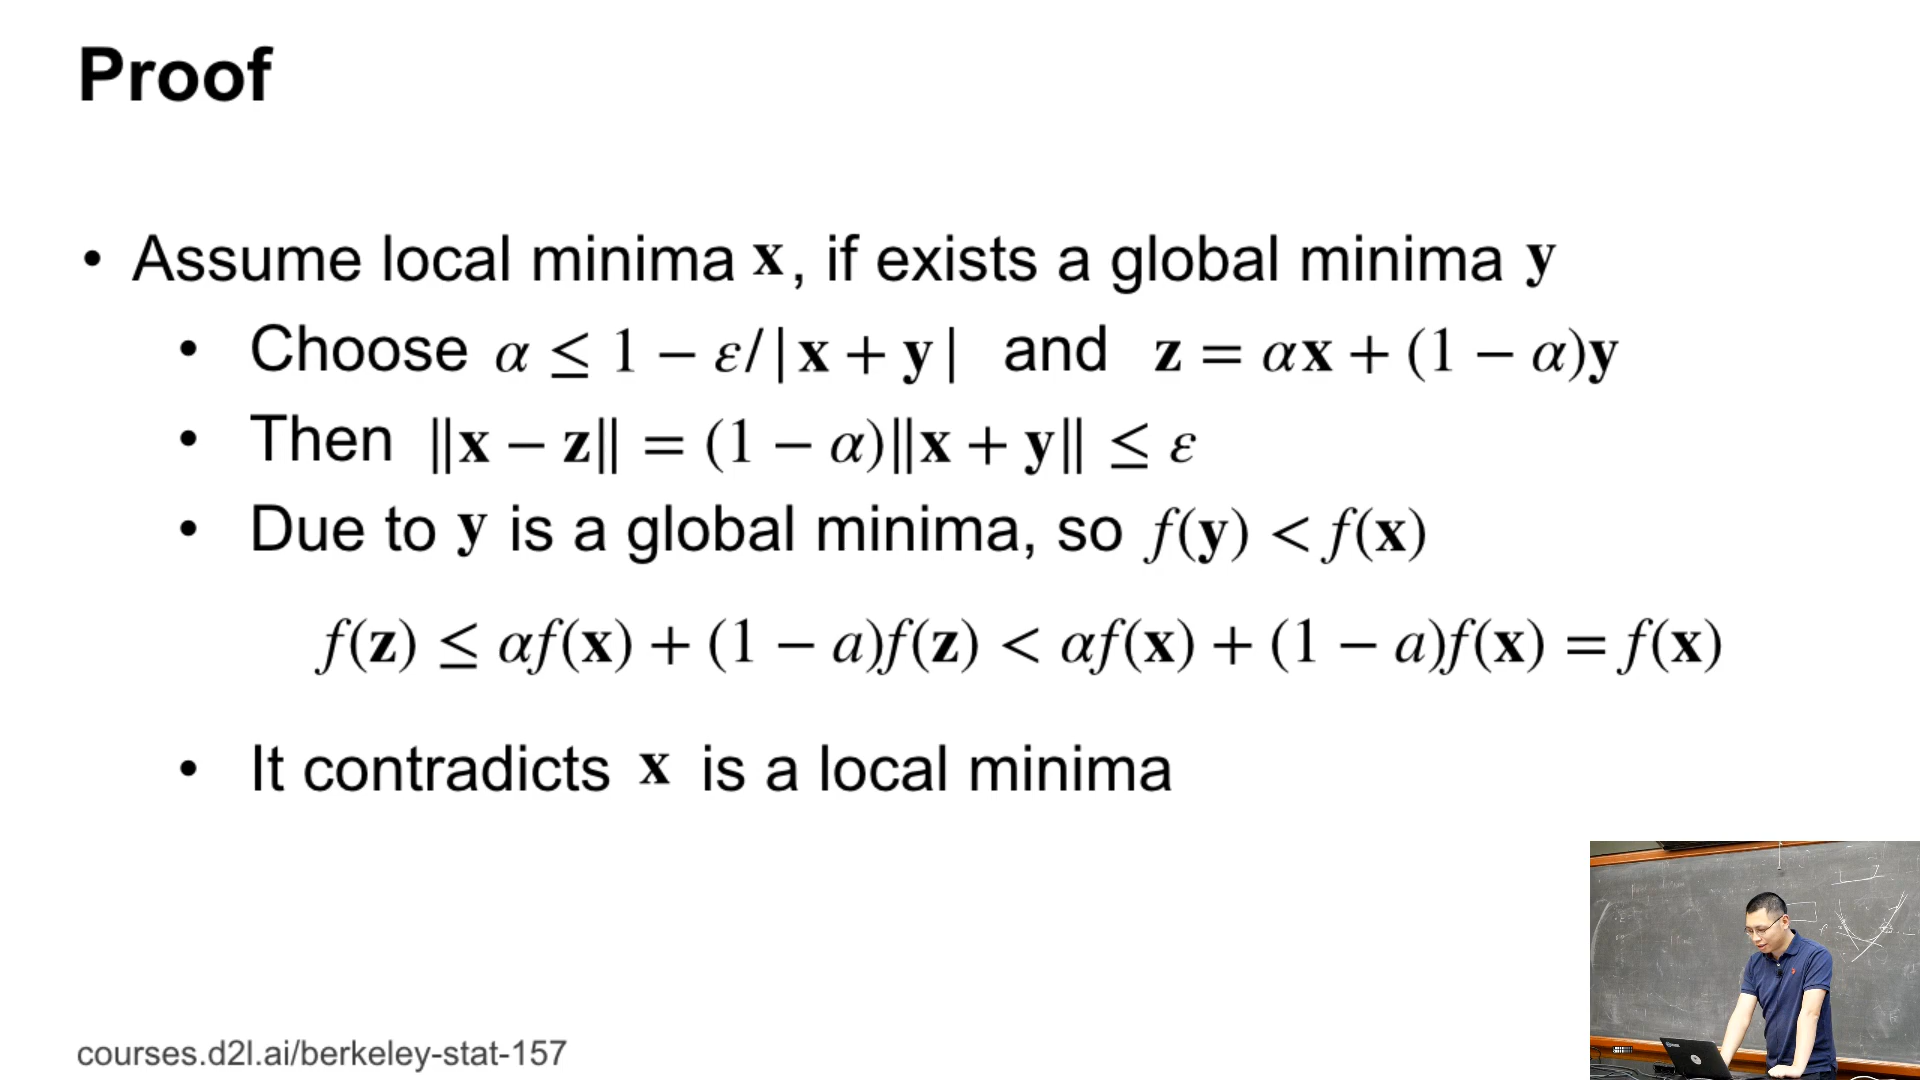 Proof
• Assume local minima x, if exists a global minima y
• Choose α ≤ 1 − ε/|x + y| and z = αx + (1 − α)y
• Then ‖x − z‖ = (1 − α)‖x + y‖ ≤ ε
• Due to y is a global minima, so f(y) < f(x)
f(z) ≤ αf(x) + (1 − a)f(z) < αf(x) + (1 − a)f(x) = f(x)
• It contradicts x is a local minima
courses.d2l.ai/berkeley-stat-157